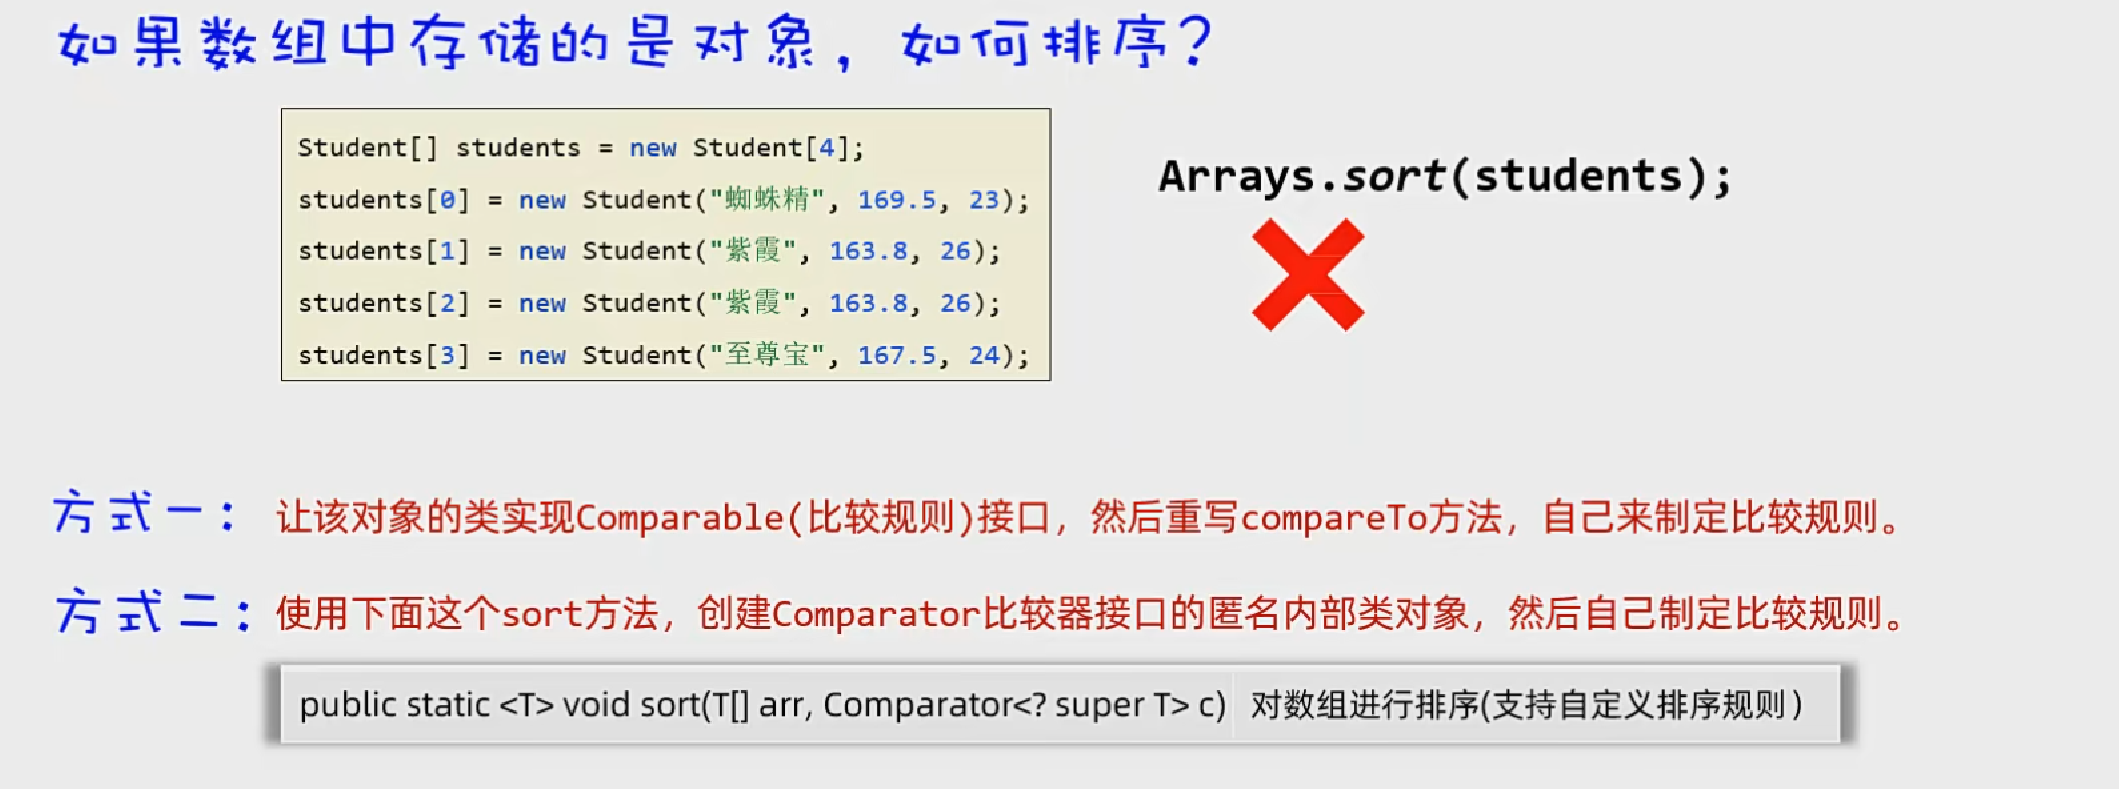 如果数组中存储的是对象，如何排序？
Student[] students = new Student[4];
students[0] = new Student("蜘蛛精", 169.5, 23);
students[1] = new Student("紫霞", 163.8, 26);
students[2] = new Student("紫霞", 163.8, 26);
students[3] = new Student("至尊宝", 167.5, 24);
Arrays.sort(students);
方式一：让该对象的类实现Comparable(比较规则)接口，然后重写compareTo方法，自己来制定比较规则。
方式二：使用下面这个sort方法，创建Comparator比较器接口的匿名内部类对象，然后自己制定比较规则。
public static <T> void sort(T[] arr, Comparator<? super T> c) 对数组进行排序(支持自定义排序规则）